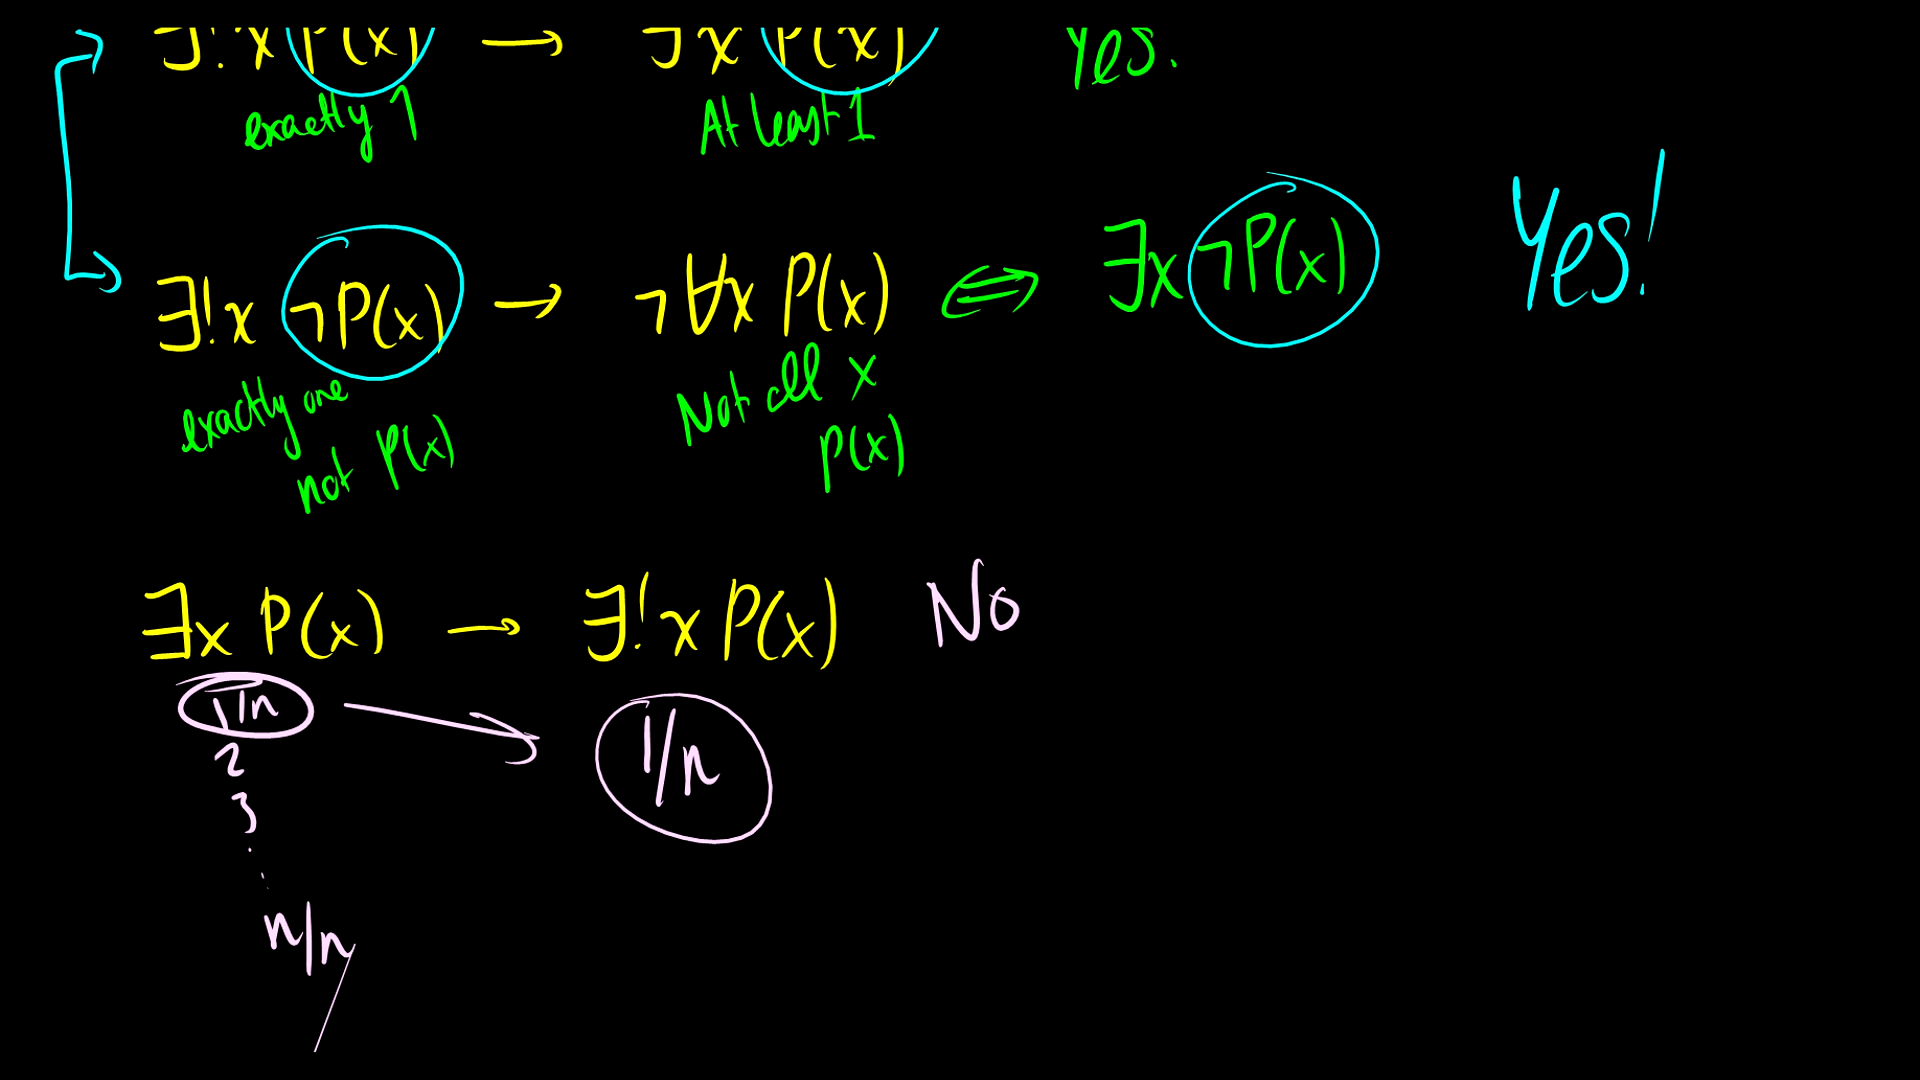 ∃!x P(x) → ∃x P(x) Yes.
exactly 1 At least 1
∃!x ¬P(x) → ¬∀x P(x) ⇔ ∃x ¬P(x) Yes!
exactly one not P(x)
Not all x P(x)
∃x P(x) → ∃!x P(x) No
1/n → 1/n
2
3
.
.
n/n